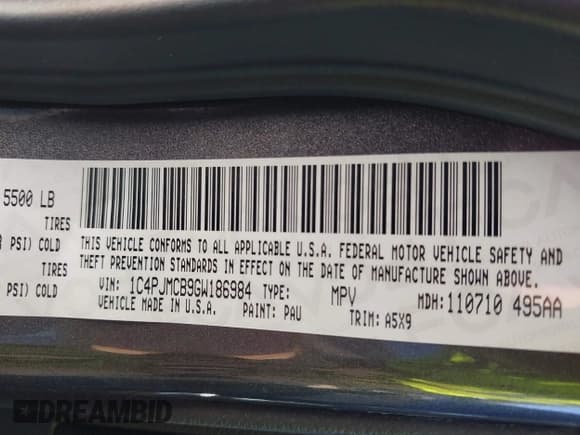 5500 LB
TIRES
PSI) COLD
TIRES
PSI) COLD
THIS VEHICLE CONFORMS TO ALL APPLICABLE U.S.A. FEDERAL MOTOR VEHICLE SAFETY AND
THEFT PREVENTION STANDARDS IN EFFECT ON THE DATE OF MANUFACTURE SHOWN ABOVE.
VIN: 1C4PJMCB9GW186984 TYPE: MPV MDH: 110710 495AA
VEHICLE MADE IN U.S.A. PAINT: PAU TRIM: A5X9
DREAMBID